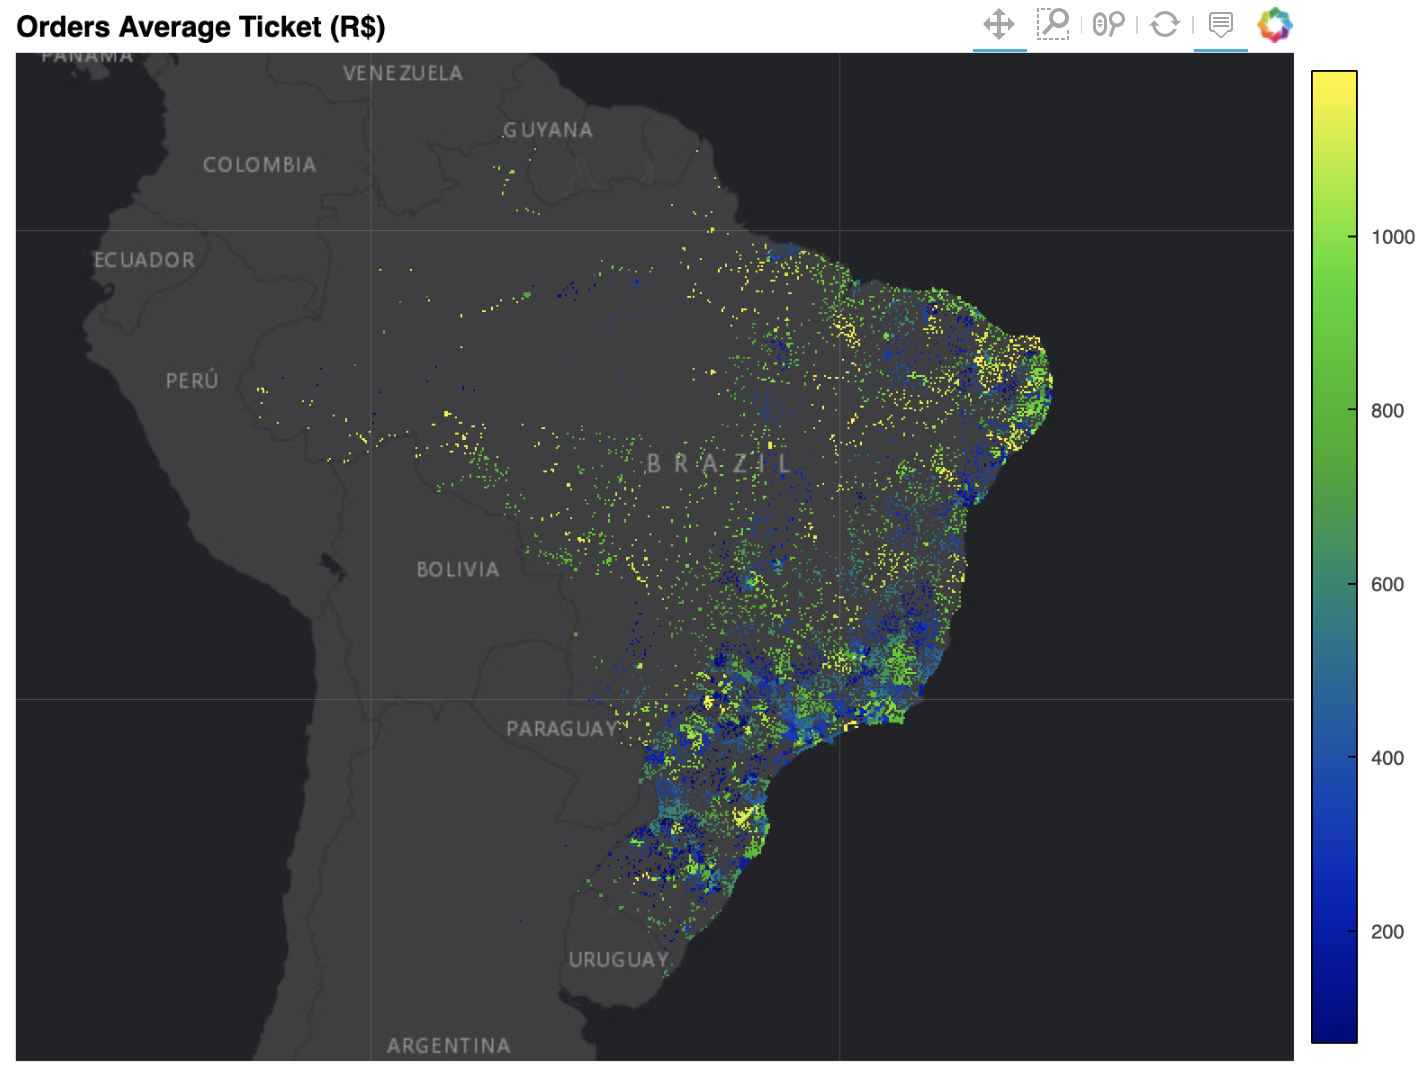 Orders Average Ticket (R$)
PANAMA
VENEZUELA
GUYANA
COLOMBIA
1000
ECUADOR
PERÚ
800
BRAZIL
BOLIVIA
600
PARAGUAY
400
200
URUGUAY
ARGENTINA